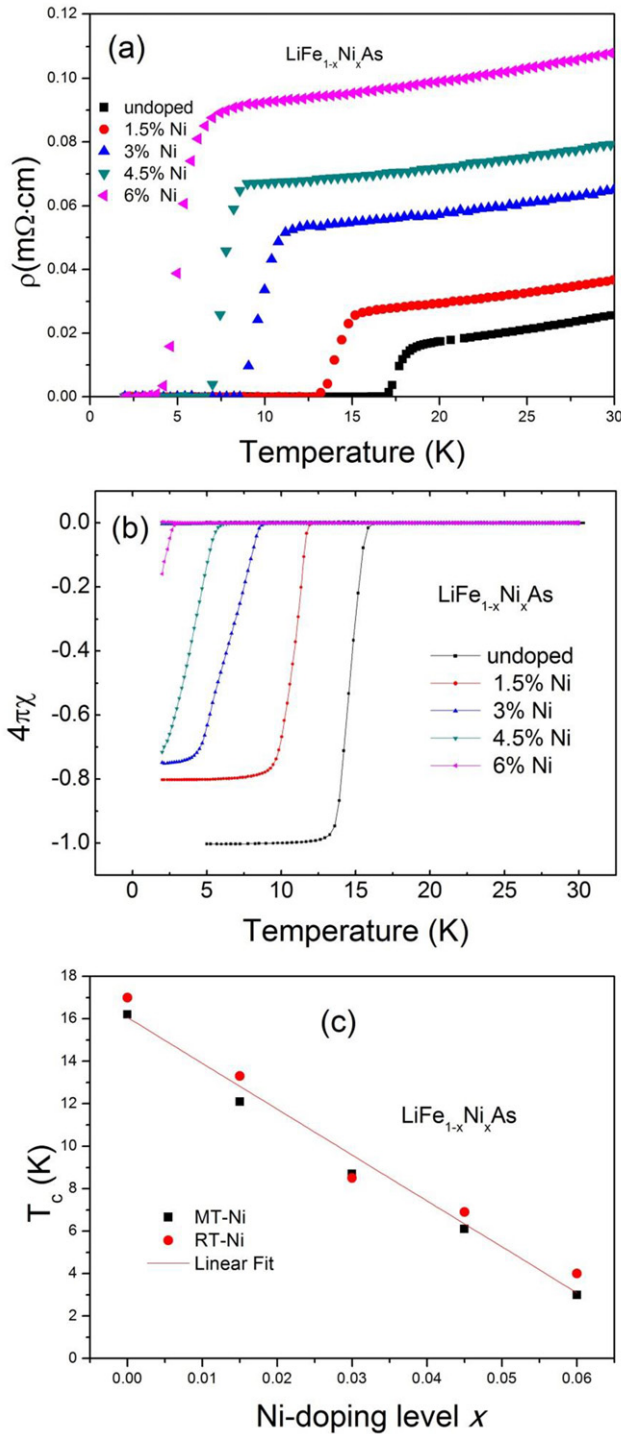 (a)
LiFe1-xNixAs
undoped
1.5% Ni
3% Ni
4.5% Ni
6% Ni
0.12
0.10
0.08
0.06
0.04
0.02
0.00
ρ(mΩ·cm)
0 5 10 15 20 25 30
Temperature (K)
(b)
LiFe1-xNixAs
undoped
1.5% Ni
3% Ni
4.5% Ni
6% Ni
0.0
-0.2
-0.4
-0.6
-0.8
-1.0
4πχ
0 5 10 15 20 25 30
Temperature (K)
(c)
LiFe1-xNixAs
MT-Ni
RT-Ni
Linear Fit
18
16
14
12
10
8
6
4
2
0
Tc (K)
0.00 0.01 0.02 0.03 0.04 0.05 0.06
Ni-doping level x